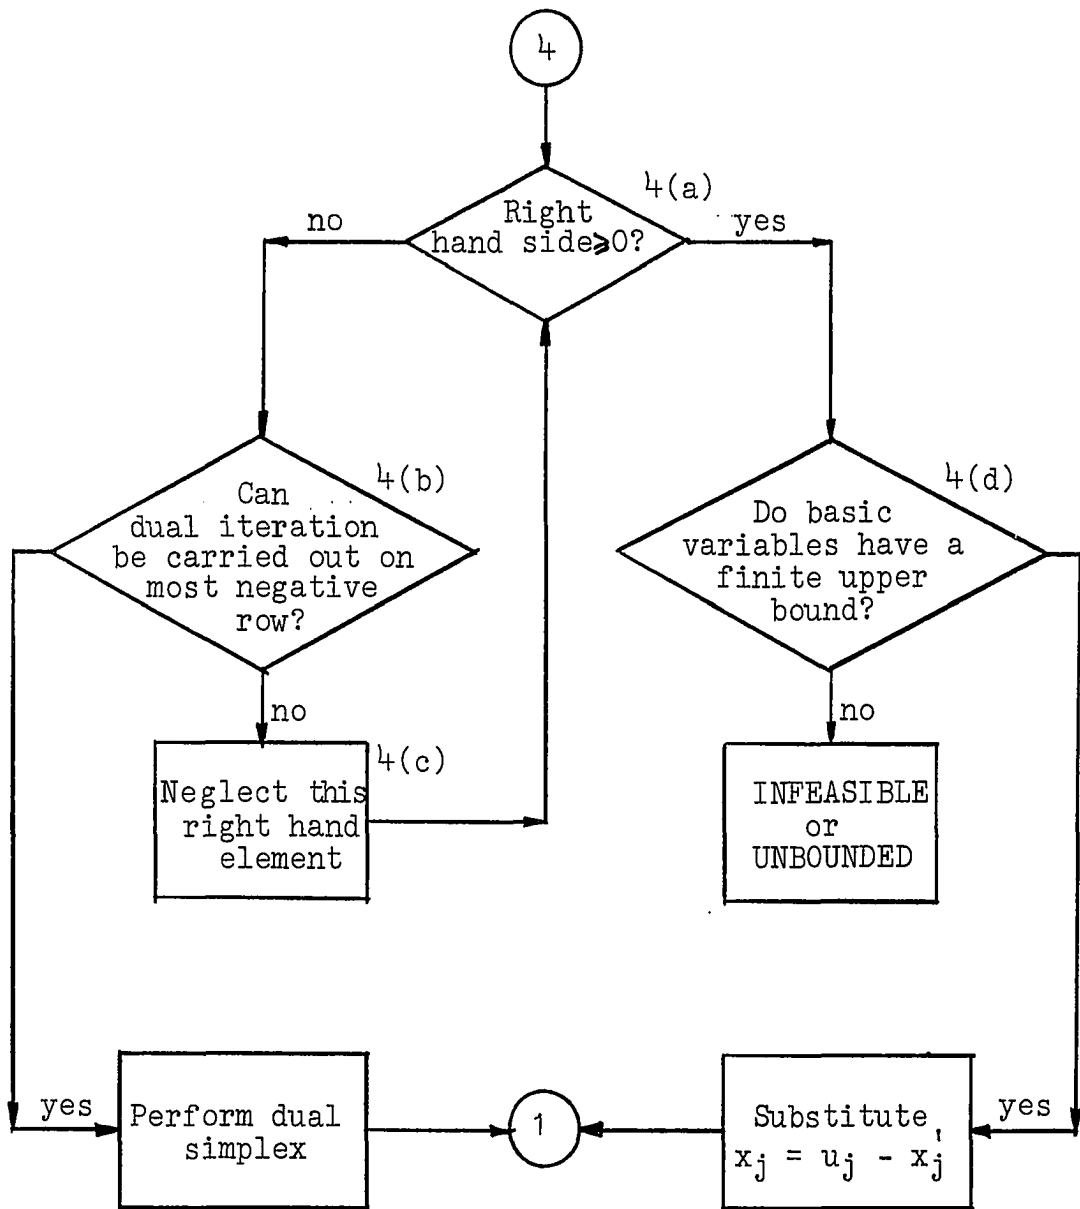 4
4(a)
Right
hand side⩾0?
no
yes
4(b)
Can
dual iteration
be carried out on
most negative
row?
4(d)
Do basic
variables have a
finite upper
bound?
no
no
4(c)
Neglect this
right hand
element
INFEASIBLE
or
UNBOUNDED
yes
Perform dual
simplex
1
Substitute
x_j = u_j - x_j'
yes